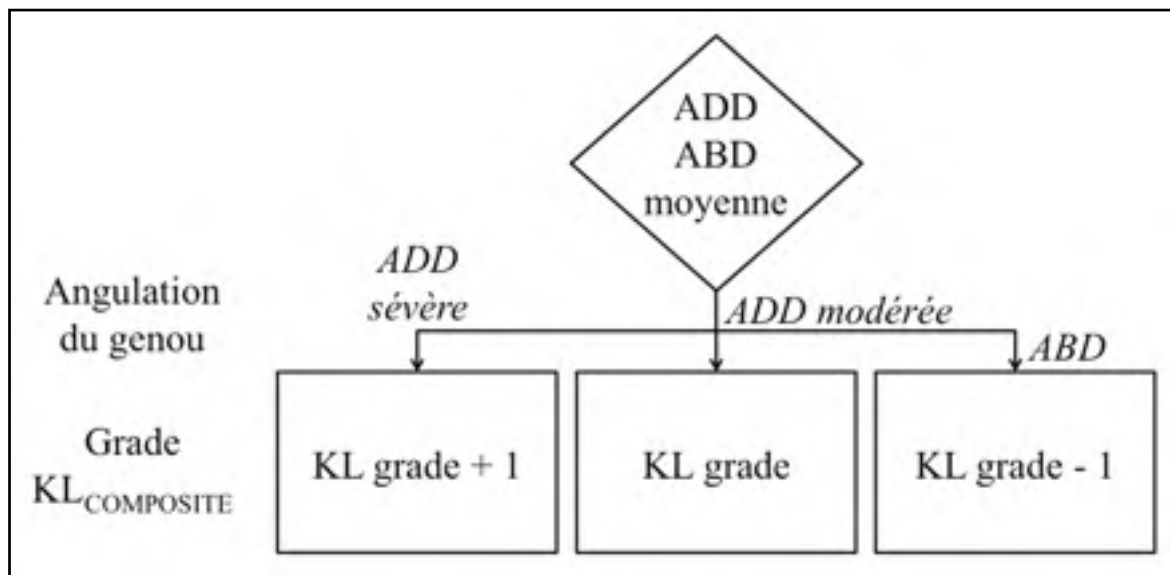 ADD
ABD
moyenne
ADD
sévère
ADD modérée
ABD
Angulation
du genou
Grade
KLCOMPOSITE
KL grade + 1
KL grade
KL grade - 1